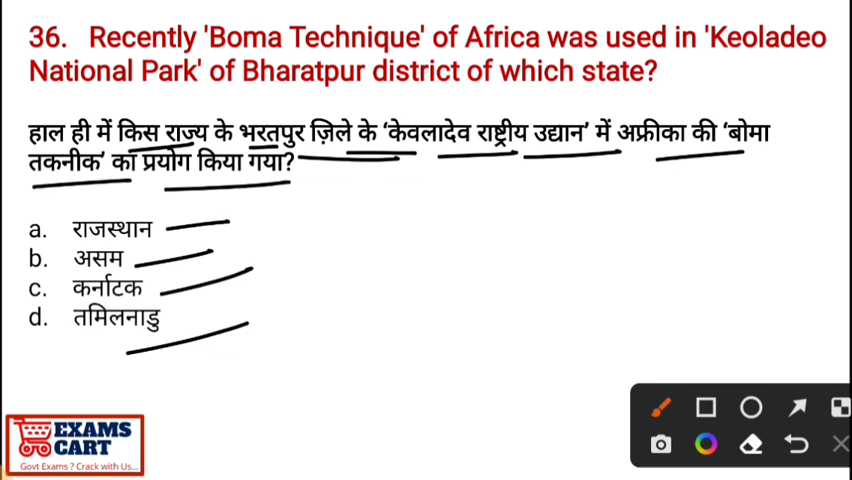 36. Recently 'Boma Technique' of Africa was used in 'Keoladeo
National Park' of Bharatpur district of which state?
हाल ही में किस राज्य के भरतपुर ज़िले के ‘केवलादेव राष्ट्रीय उद्यान’ में अफ्रीका की ‘बोमा
तकनीक’ का प्रयोग किया गया?
a. राजस्थान
b. असम
c. कर्नाटक
d. तमिलनाडु
EXAMS
CART
Govt Exams ? Crack with Us...